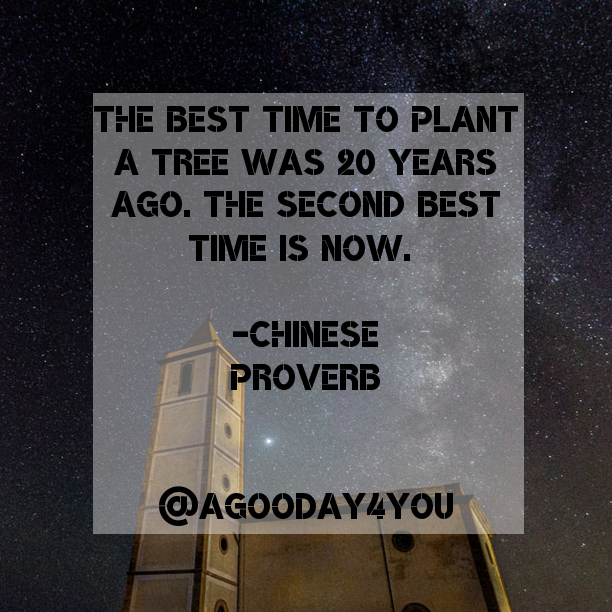 THE BEST TIME TO PLANT
A TREE WAS 20 YEARS
AGO. THE SECOND BEST
TIME IS NOW.
-CHINESE
PROVERB
@AGOODAY4YOU